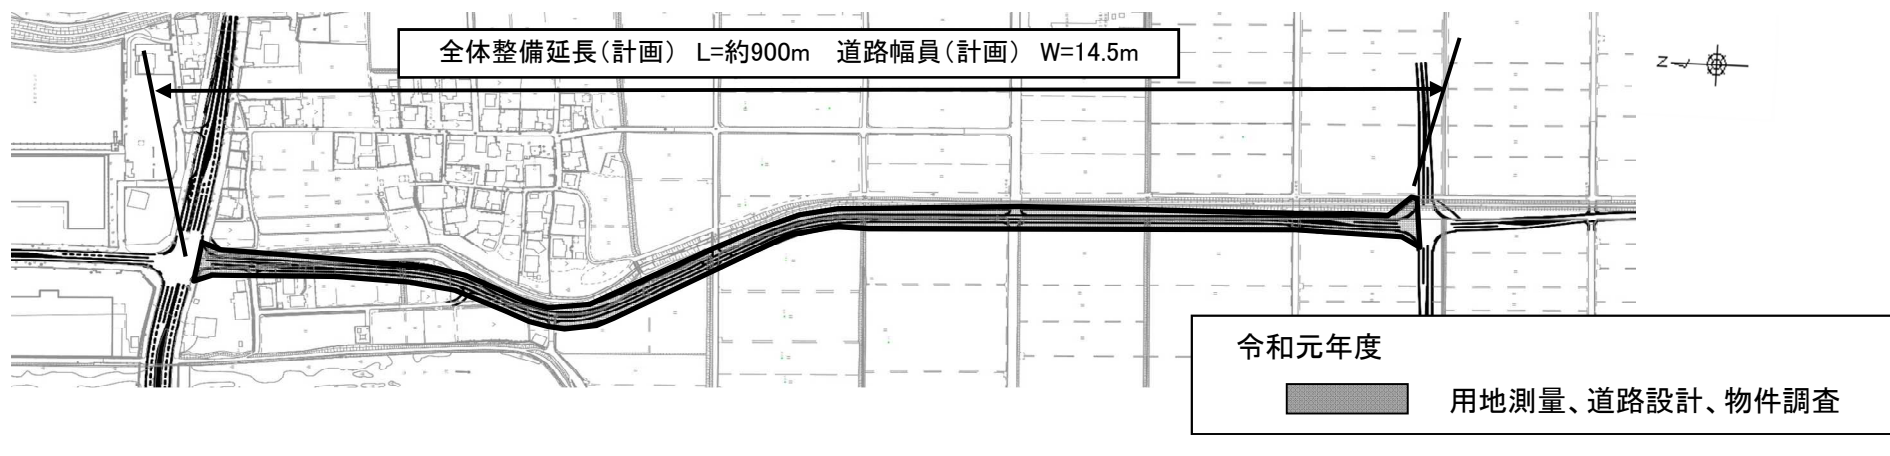 全体整備延長（計画） L=約900m 道路幅員（計画） W=14.5m
N
令和元年度
用地測量、道路設計、物件調査